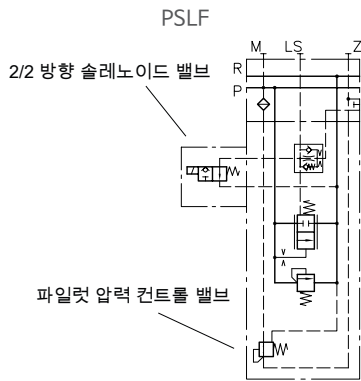 PSLF
M LS Z
2/2 방향 솔레노이드 밸브
R
P
파일럿 압력 컨트롤 밸브